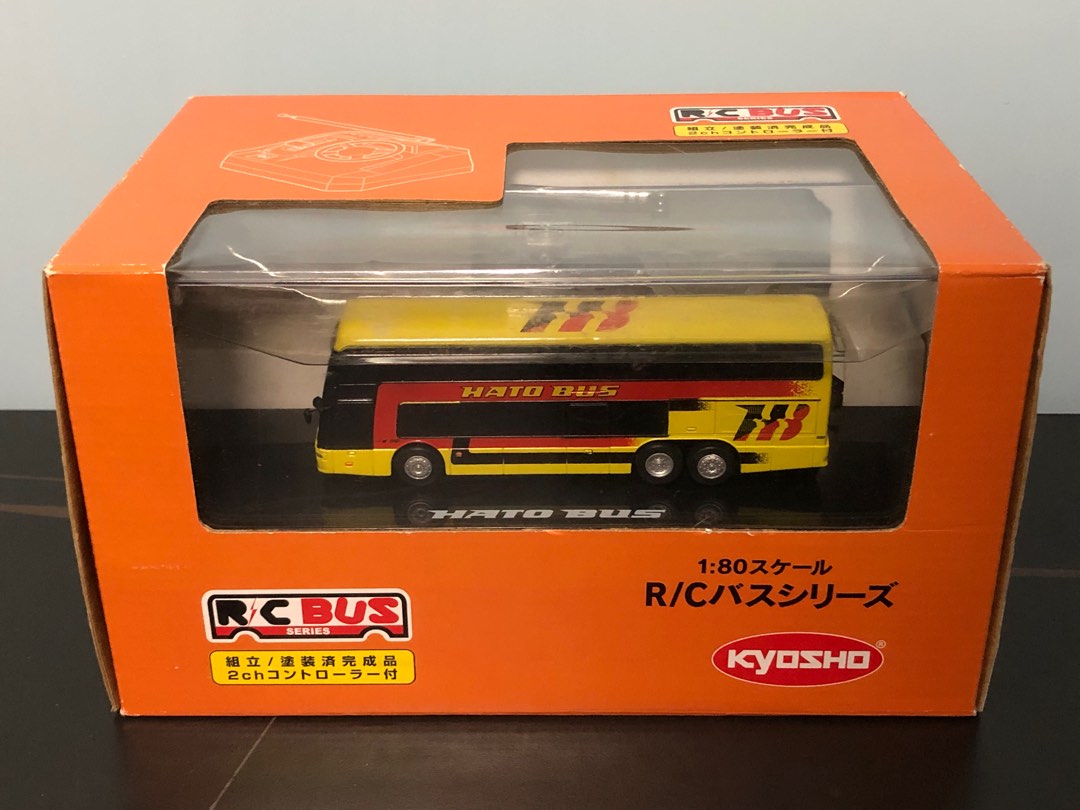 R/C BUS
SERIES
組立/塗装済完成品
2chコントローラー付
HATO BUS
HATO BUS
1:80スケール
R/Cバスシリーズ
R/C BUS
SERIES
組立/塗装済完成品
2chコントローラー付
KYOSHO®